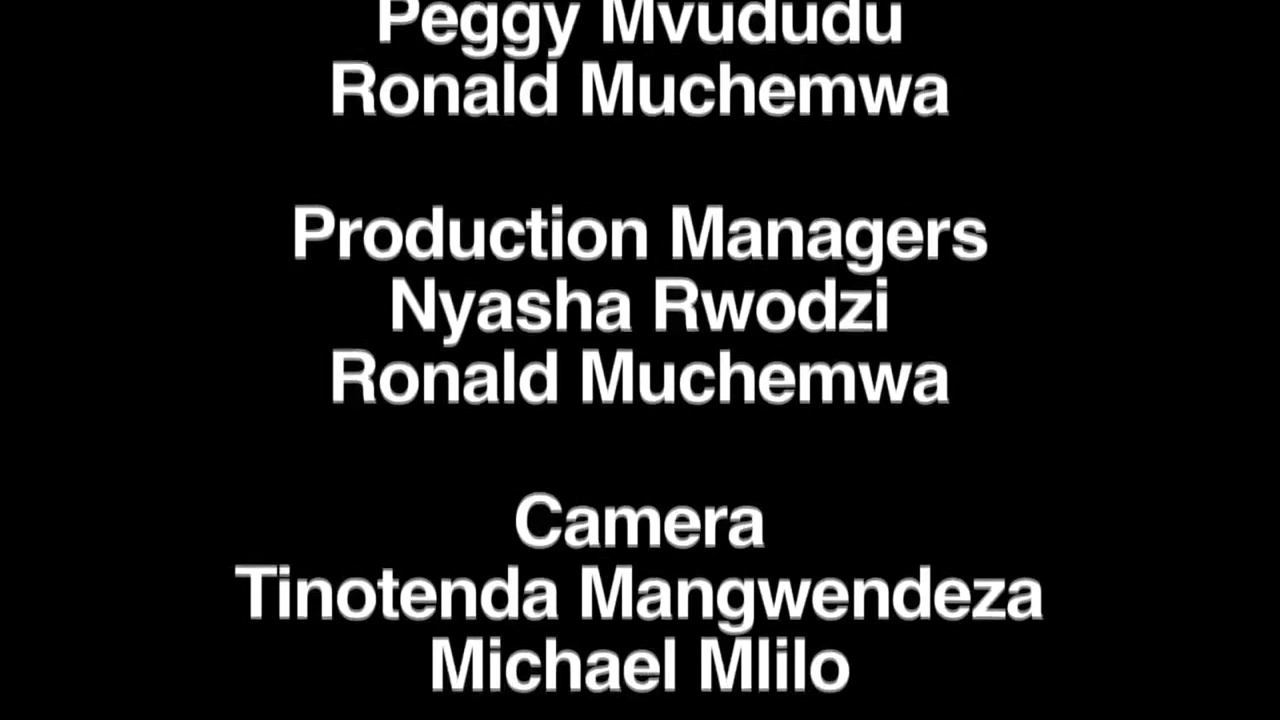 Peggy Mvududu
Ronald Muchemwa
Production Managers
Nyasha Rwodzi
Ronald Muchemwa
Camera
Tinotenda Mangwendeza
Michael Mlilo